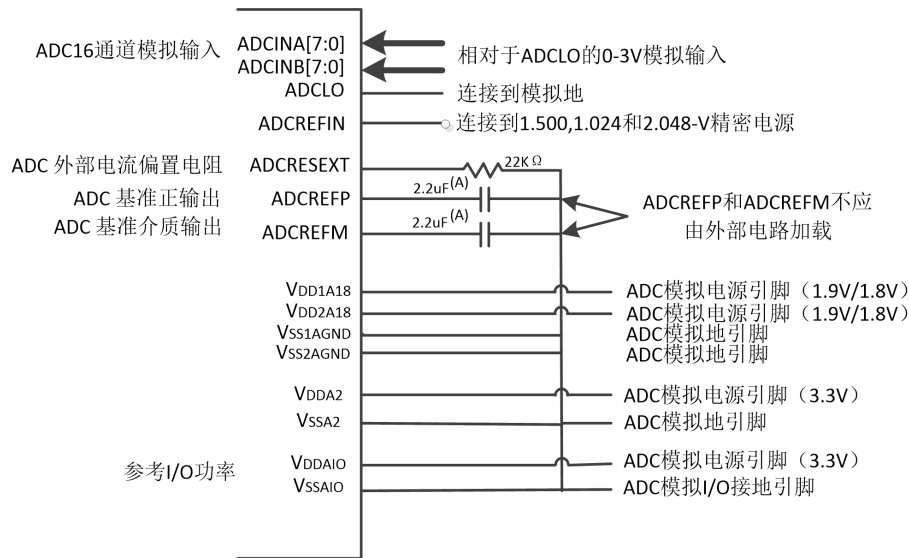 ADC16通道模拟输入
ADCINA[7:0]
ADCINB[7:0]
相对于ADCLO的0-3V模拟输入
ADCLO
连接到模拟地
ADCREFIN
连接到1.500,1.024和2.048-V精密电源
ADC 外部电流偏置电阻
ADCRESEXT
22KΩ
ADC 基准正输出
ADCREFP
2.2uF(A)
ADC 基准介质输出
ADCREFM
2.2uF(A)
ADCREFP和ADCREFM不应
由外部电路加载
VDD1A18
ADC模拟电源引脚（1.9V/1.8V）
VDD2A18
ADC模拟电源引脚（1.9V/1.8V）
VSS1AGND
ADC模拟地引脚
VSS2AGND
ADC模拟地引脚
VDDA2
ADC模拟电源引脚（3.3V）
VSSA2
ADC模拟地引脚
参考I/O功率
VDDAIO
ADC模拟电源引脚（3.3V）
VSSAIO
ADC模拟I/O接地引脚